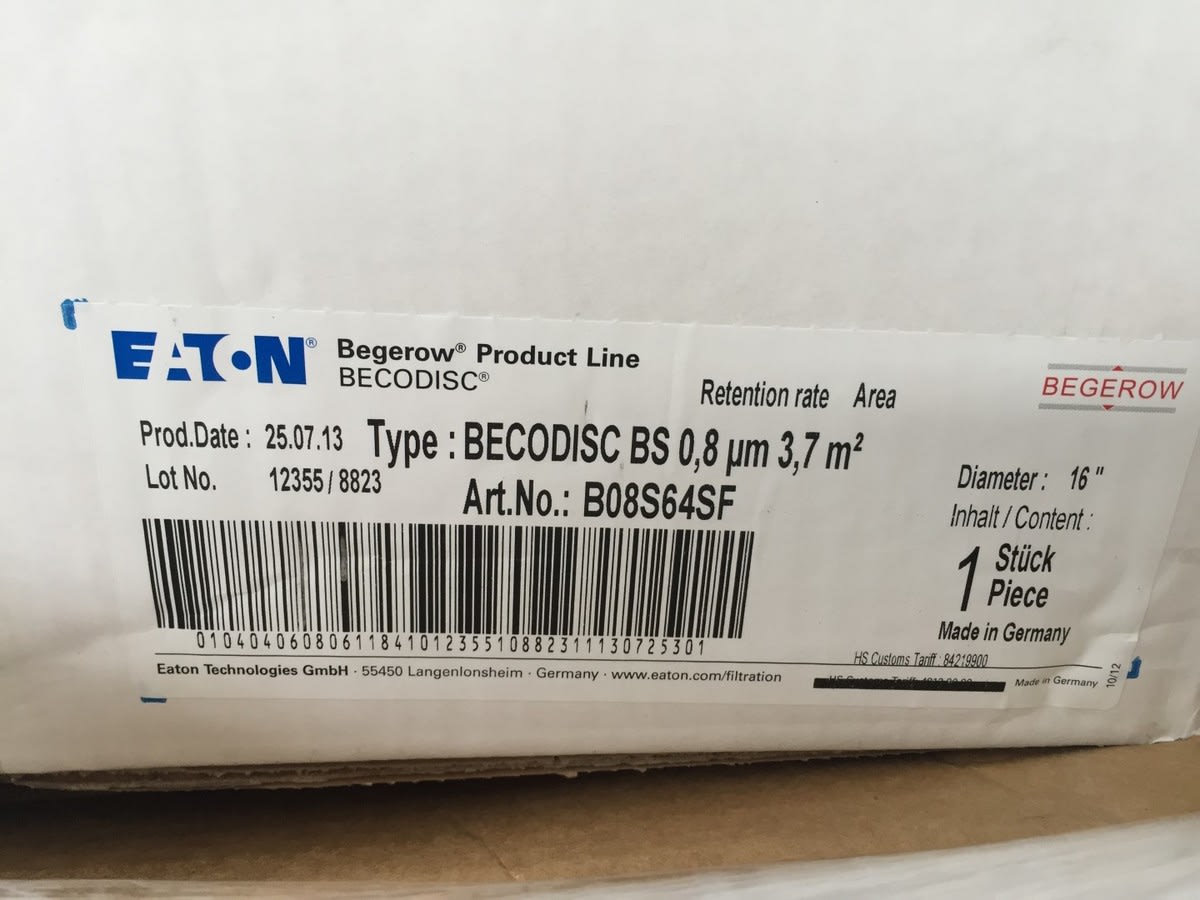 EATON®
Begerow® Product Line
BECODISC®
Retention rate Area
BEGEROW
Prod.Date : 25.07.13 Type : BECODISC BS 0,8 µm 3,7 m²
Lot No. 12355 / 8823
Art.No.: B08S64SF
Diameter : 16 "
Inhalt / Content :
1 Stück
Piece
Made in Germany
01040406080611841012355108823111130725301
HS Customs Tariff : 84219900
Eaton Technologies GmbH · 55450 Langenlonsheim · Germany · www.eaton.com/filtration
Made in Germany
10/12